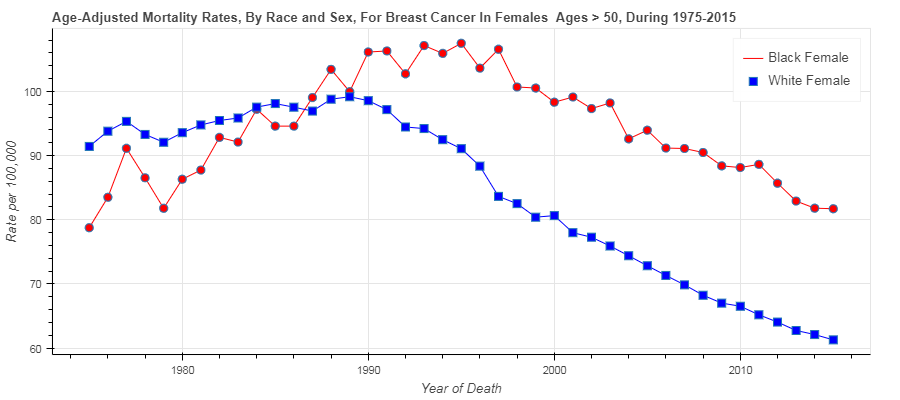 Age-Adjusted Mortality Rates, By Race and Sex, For Breast Cancer In Females  Ages > 50, During 1975-2015
Black Female
White Female
100
90
80
70
60
Rate per 100,000
1980
1990
2000
2010
Year of Death